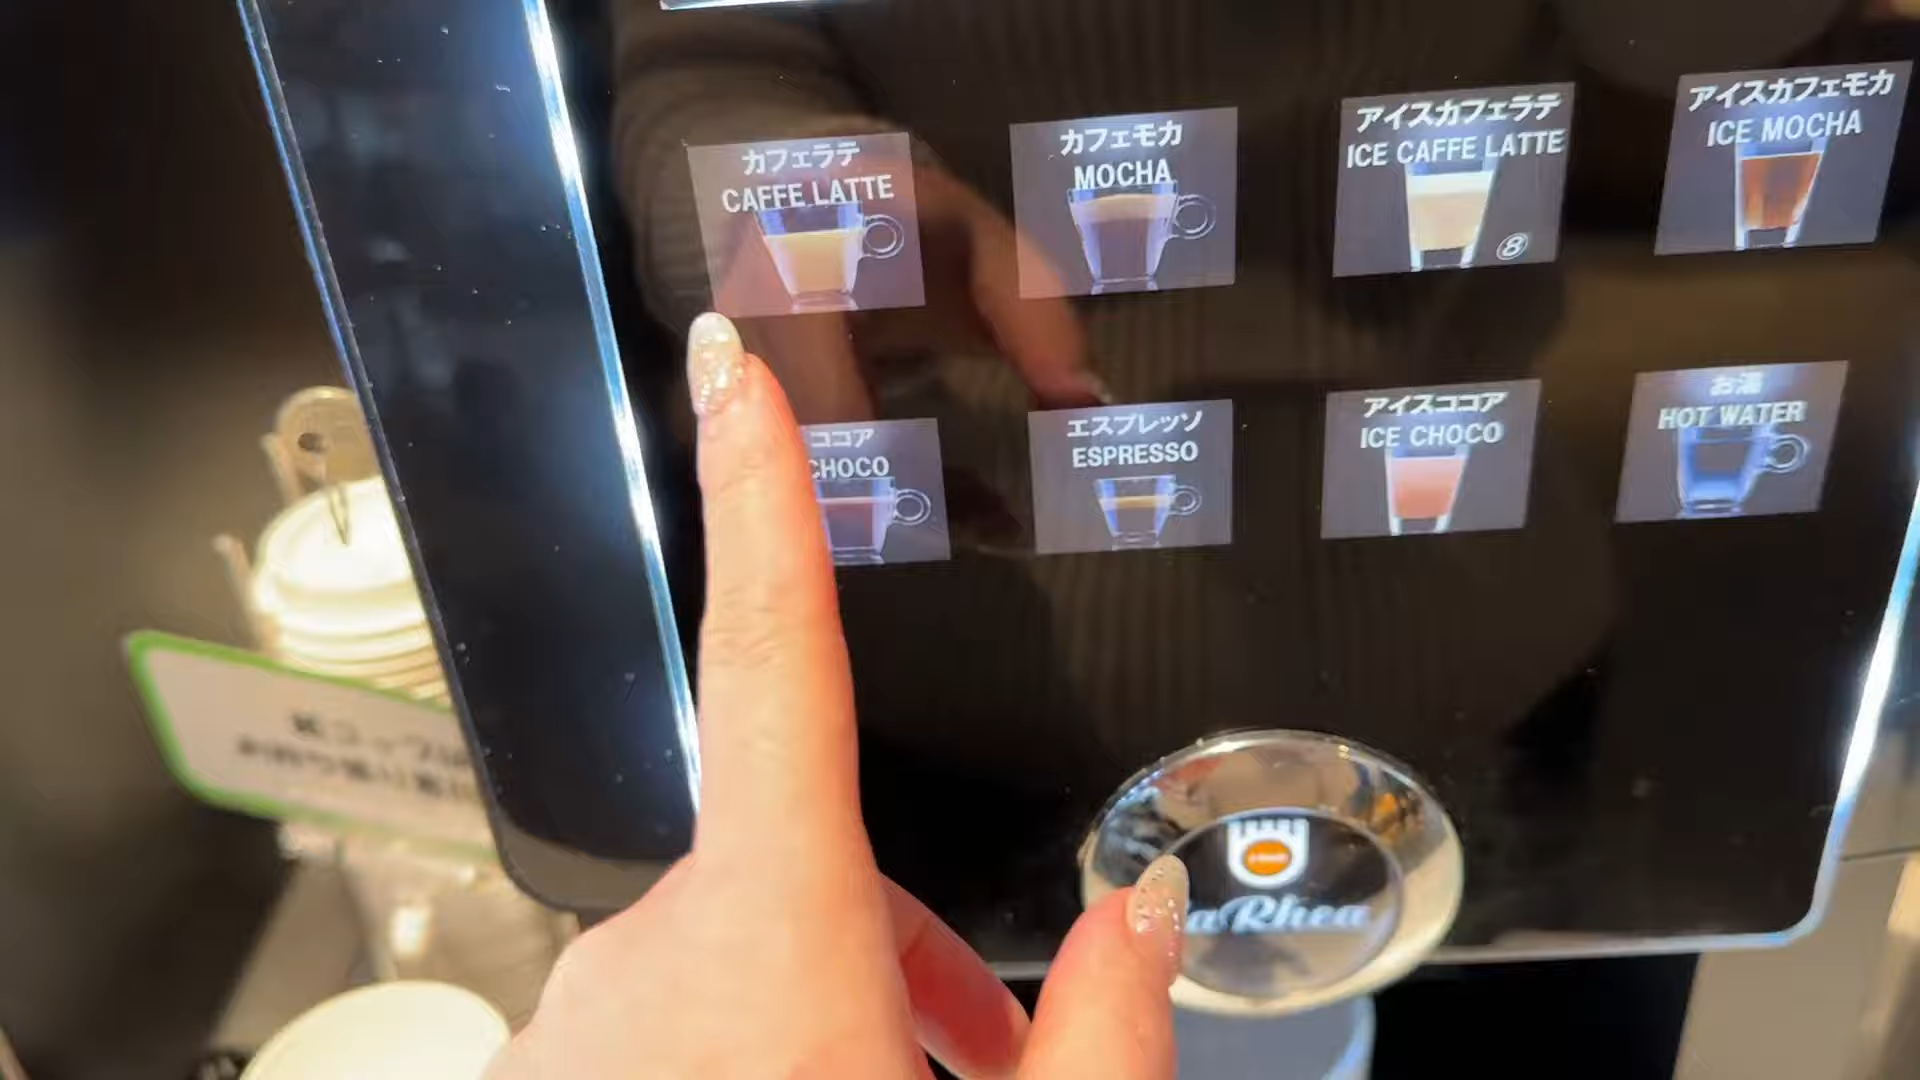 カフェラテ
CAFFE LATTE
カフェモカ
MOCHA
アイスカフェラテ
ICE CAFFE LATTE
⑧
アイスカフェモカ
ICE MOCHA
ココア
CHOCO
エスプレッソ
ESPRESSO
アイスココア
ICE CHOCO
お湯
HOT WATER
aRhea